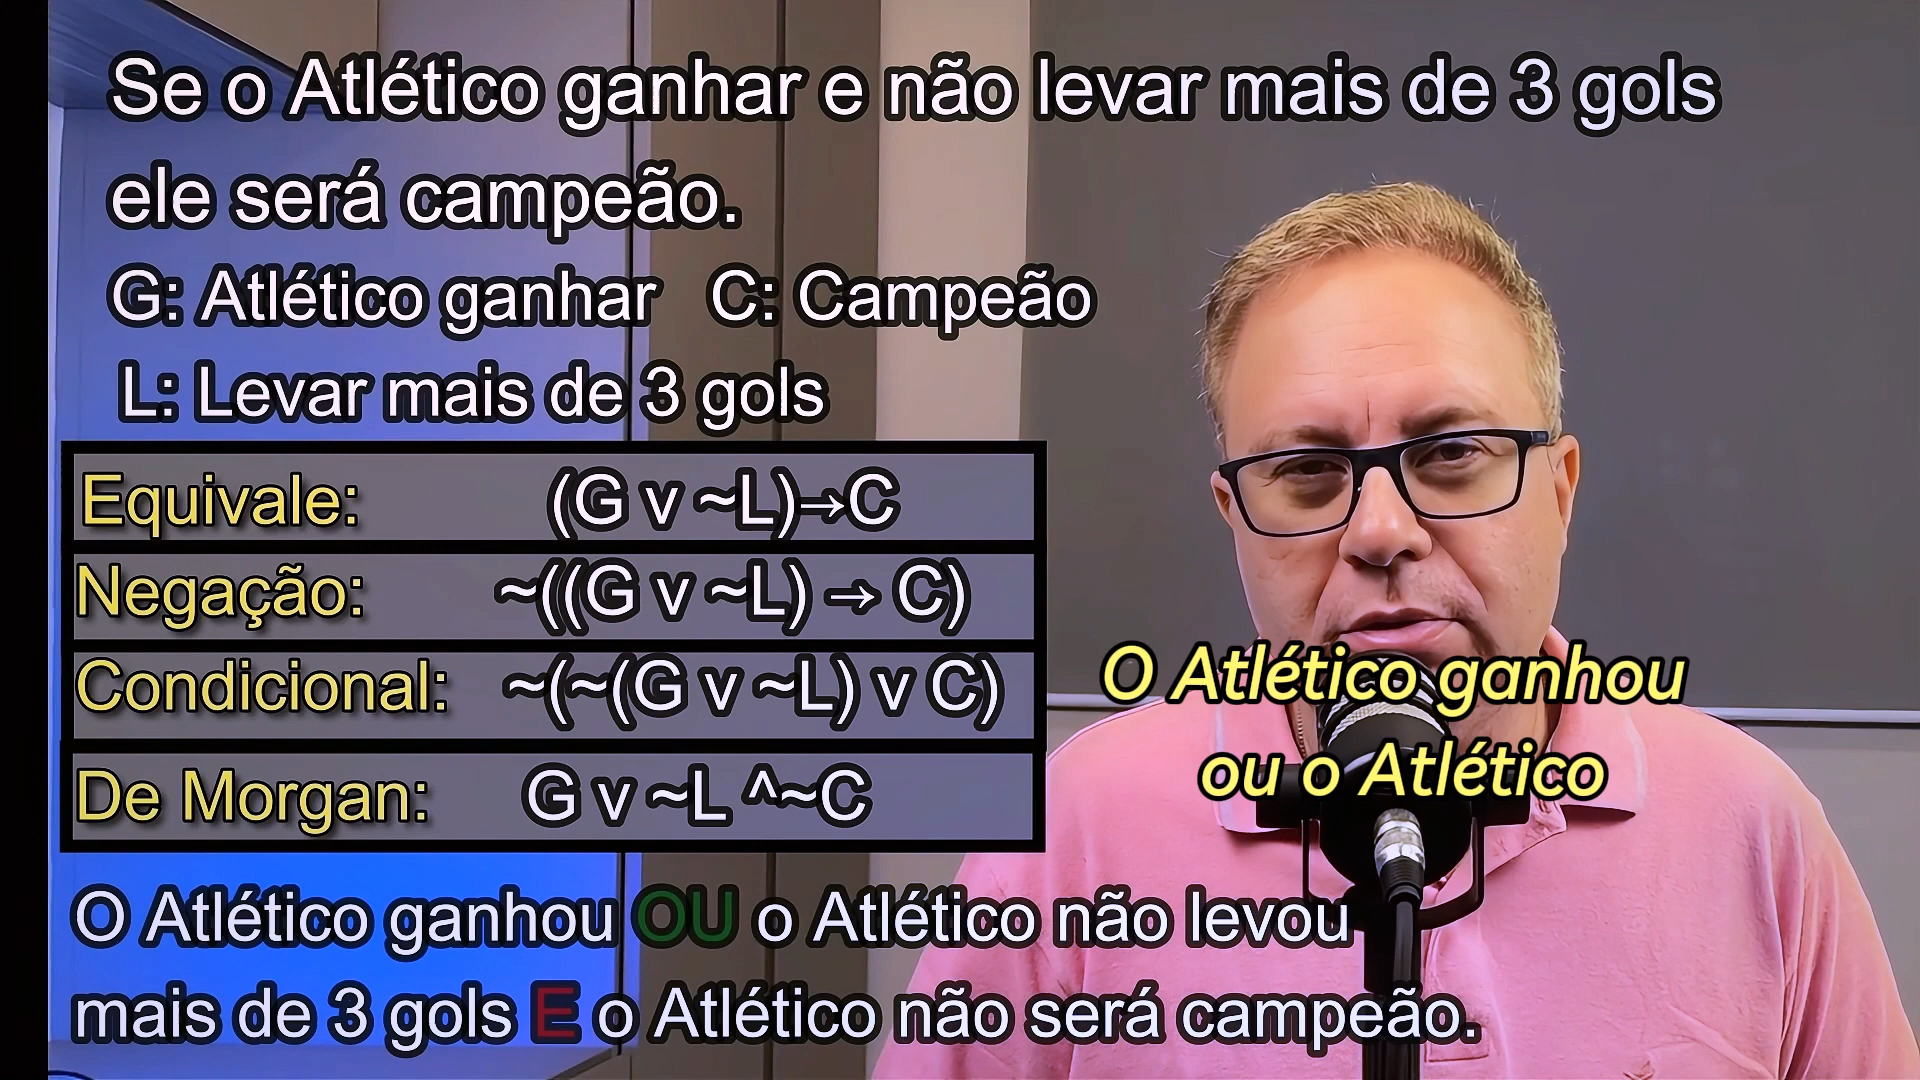 Se o Atlético ganhar e não levar mais de 3 gols
ele será campeão.
G: Atlético ganhar C: Campeão
L: Levar mais de 3 gols
Equivale: (G v ~L)→C
Negação: ~((G v ~L) → C)
Condicional: ~(~(G v ~L) v C)
De Morgan: G v ~L ^~C
O Atlético ganhou
ou o Atlético
O Atlético ganhou OU o Atlético não levou
mais de 3 gols E o Atlético não será campeão.